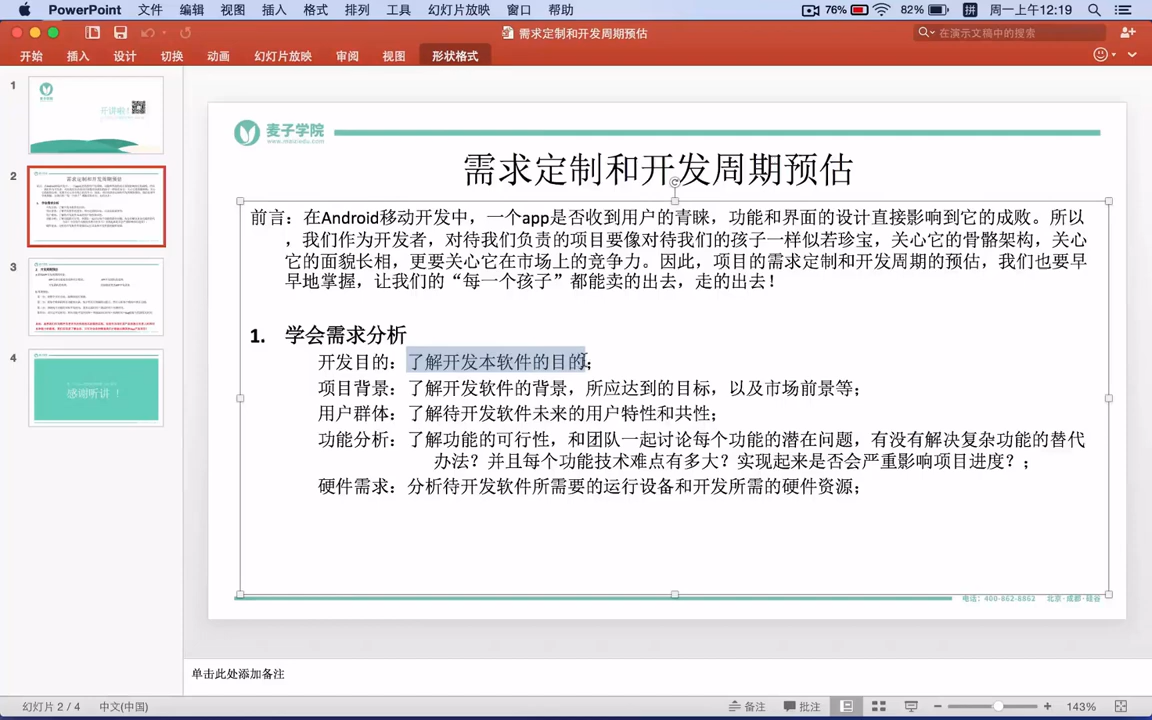 PowerPoint 文件 编辑 视图 插入 格式 排列 工具 幻灯片放映 窗口 帮助 76% 82% 拼 周一上午12:19
需求定制和开发周期预估 在演示文稿中的搜索
开始 插入 设计 切换 动画 幻灯片放映 审阅 视图 形状格式
1
2
3
4
感谢听讲!
麦子学院
www.maiziedu.com
需求定制和开发周期预估
前言：在Android移动开发中，一个app是否收到用户的青睐，功能和界面的设计直接影响到它的成败。所以
，我们作为开发者，对待我们负责的项目要像对待我们的孩子一样似若珍宝，关心它的骨骼架构，关心
它的面貌长相，更要关心它在市场上的竞争力。因此，项目的需求定制和开发周期的预估，我们也要早
早地掌握，让我们的“每一个孩子”都能卖的出去，走的出去！
1. 学会需求分析
开发目的：了解开发本软件的目的；
项目背景：了解开发软件的背景，所应达到的目标，以及市场前景等；
用户群体：了解待开发软件未来的用户特性和共性；
功能分析：了解功能的可行性，和团队一起讨论每个功能的潜在问题，有没有解决复杂功能的替代
办法？并且每个功能技术难点有多大？实现起来是否会严重影响项目进度？；
硬件需求：分析待开发软件所需要的运行设备和开发所需的硬件资源；
电话：400-862-8862 北京·成都·硅谷
单击此处添加备注
幻灯片 2 / 4 中文(中国) 备注 批注 143%